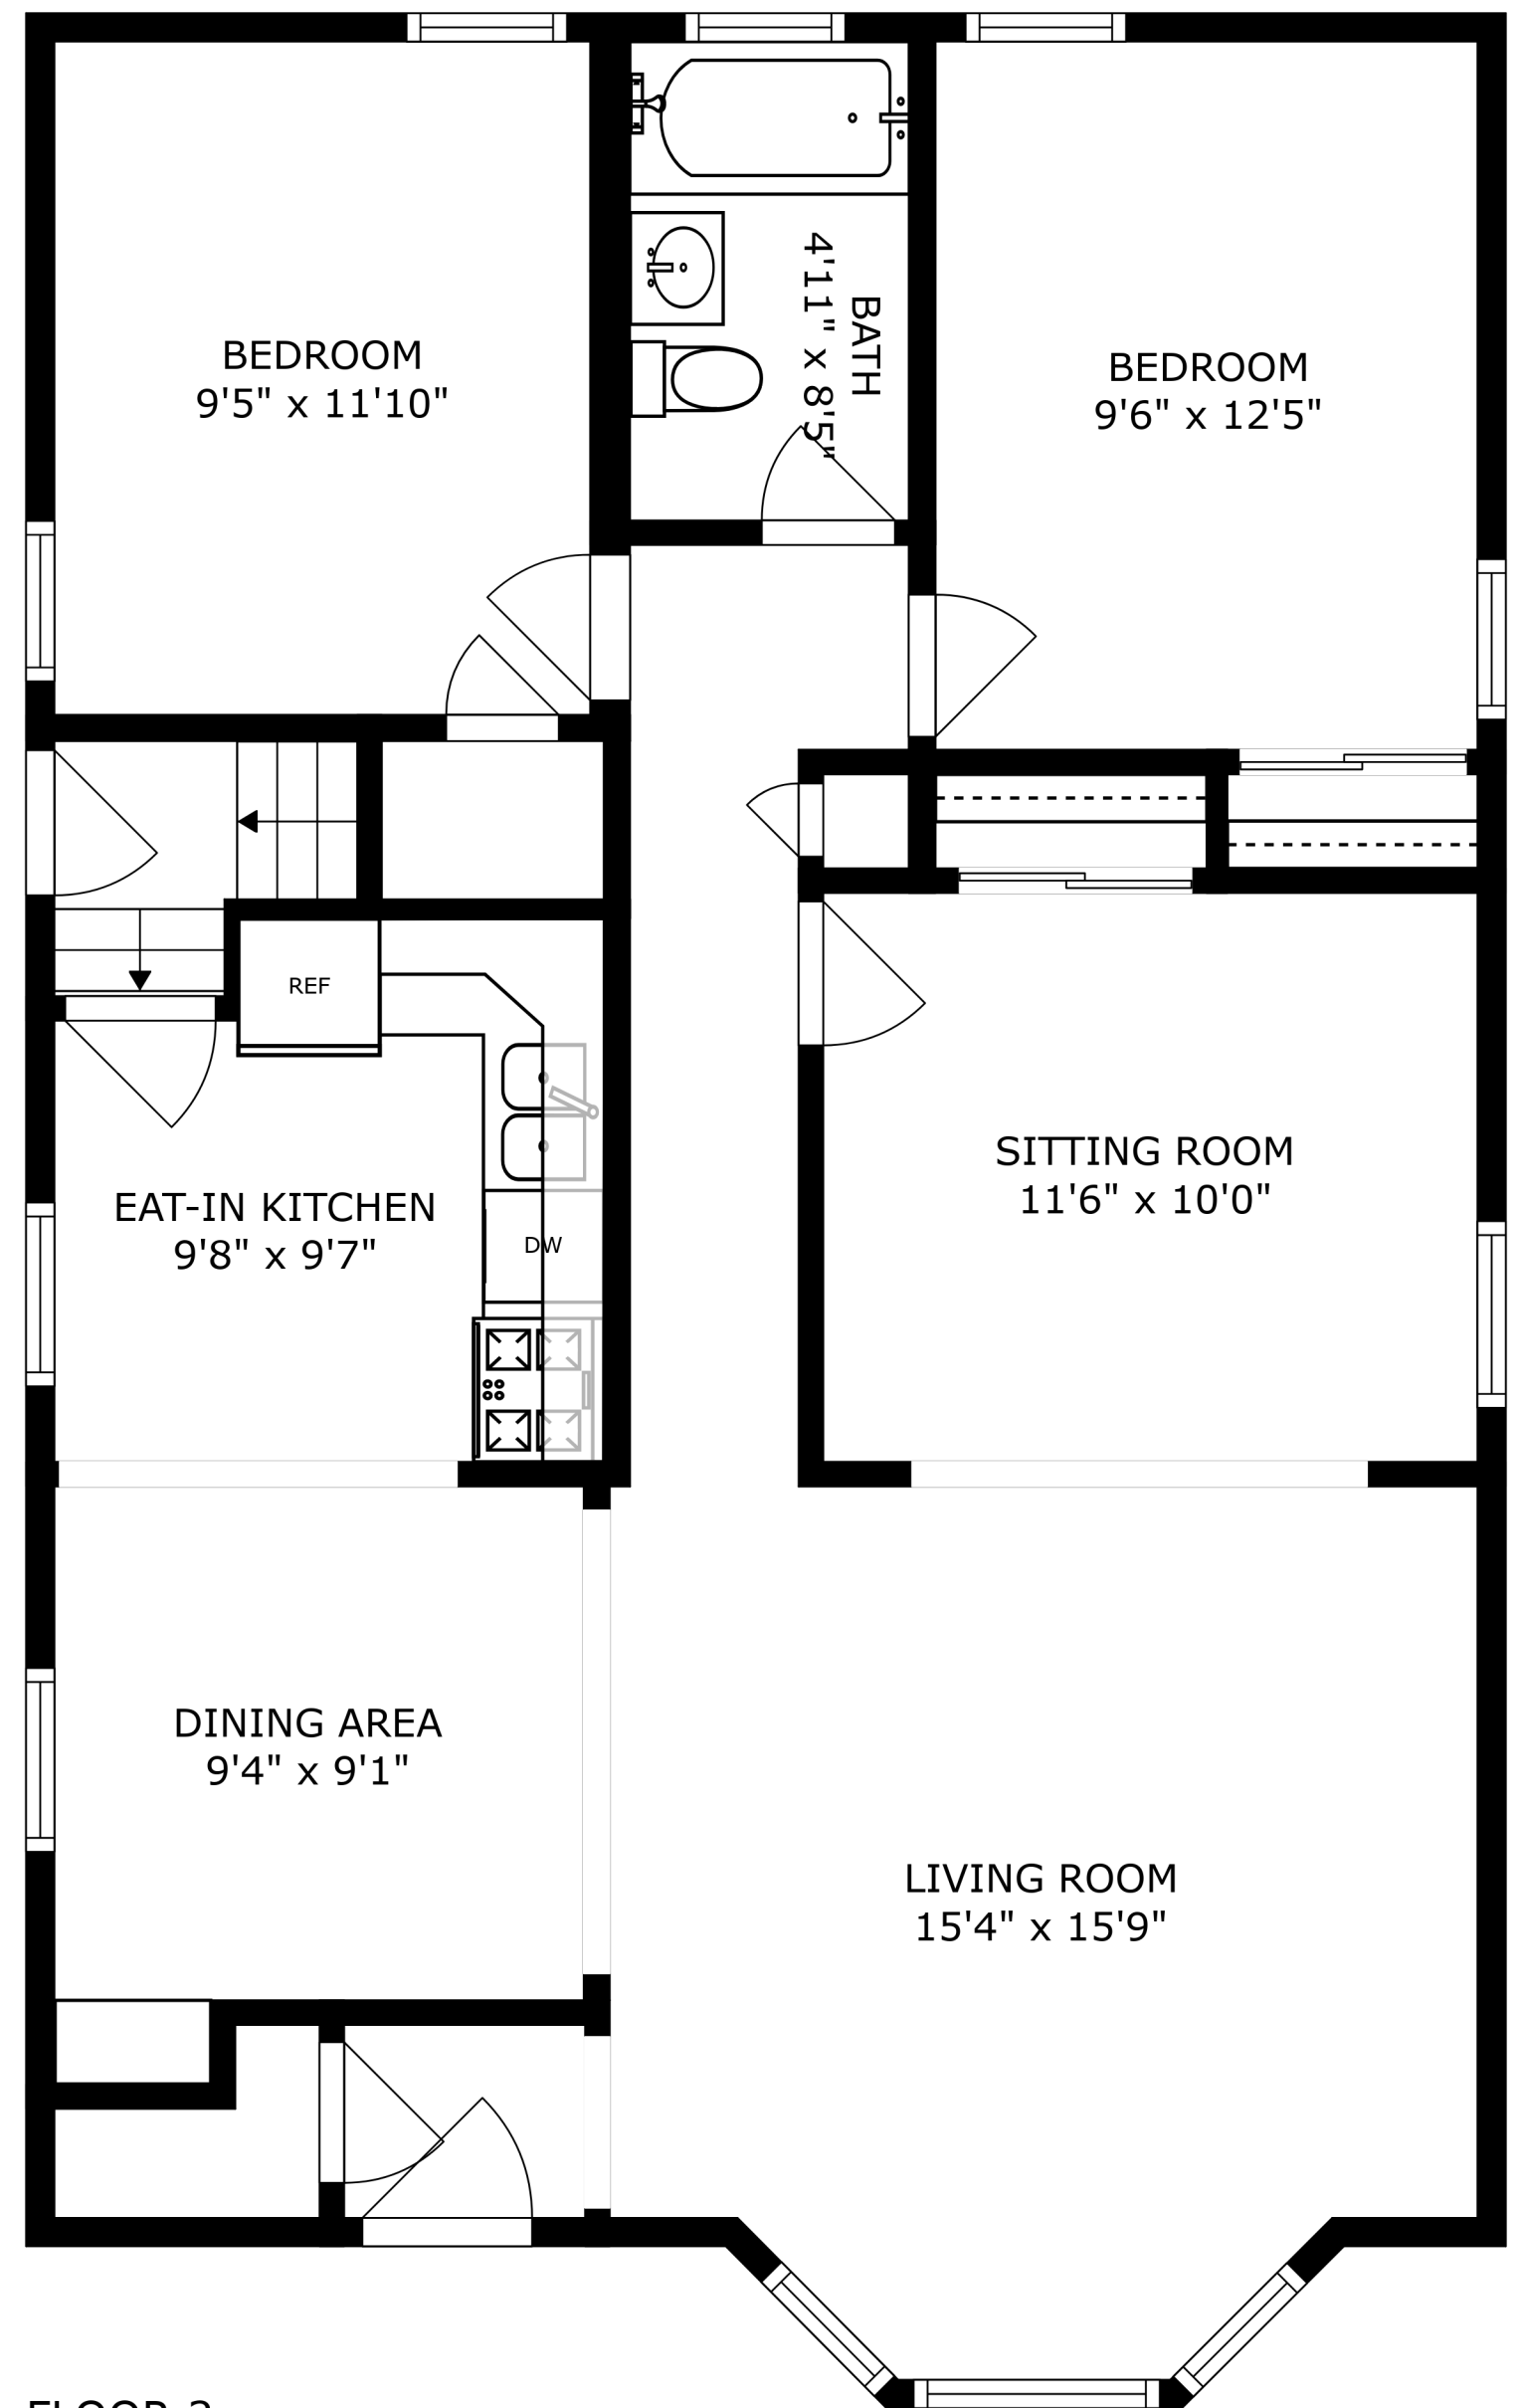 BEDROOM
9'5" x 11'10"
BATH
4'11" x 8'5"
BEDROOM
9'6" x 12'5"
REF
SITTING ROOM
11'6" x 10'0"
EAT-IN KITCHEN
9'8" x 9'7"
DW
DINING AREA
9'4" x 9'1"
LIVING ROOM
15'4" x 15'9"
FLOOR